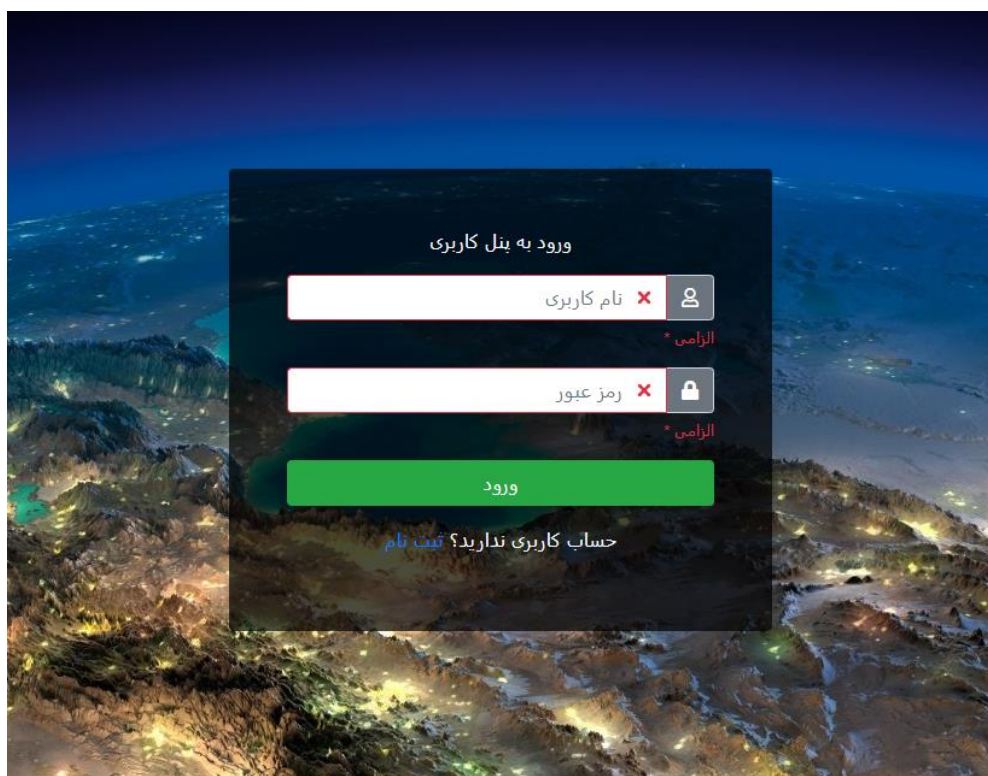 ورود به پنل کاربری
نام کاربری
الزامی *
رمز عبور
الزامی *
ورود
حساب کاربری ندارید؟ ثبت نام